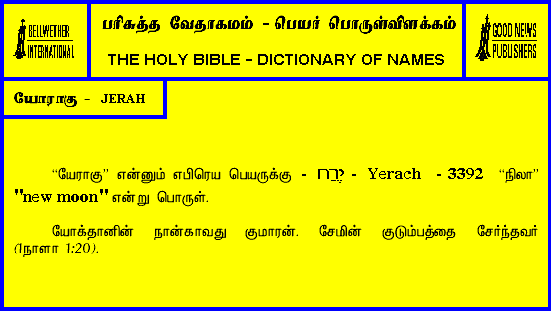 BELLWETHER
INTERNATIONAL
பரிசுத்த வேதாகமம் - பெயர் பொருள்விளக்கம்
THE HOLY BIBLE - DICTIONARY OF NAMES
GOOD NEWS
PUBLISHERS
யோராகு - JERAH
“யேராகு” என்னும் எபிரெய பெயருக்கு - - Yerach - 3392 “நிலா”
"new moon" என்று பொருள்.
யோக்தானின் நான்காவது குமாரன். சேமின் குடும்பத்தை சேர்ந்தவர்
(1நாளா 1:20).